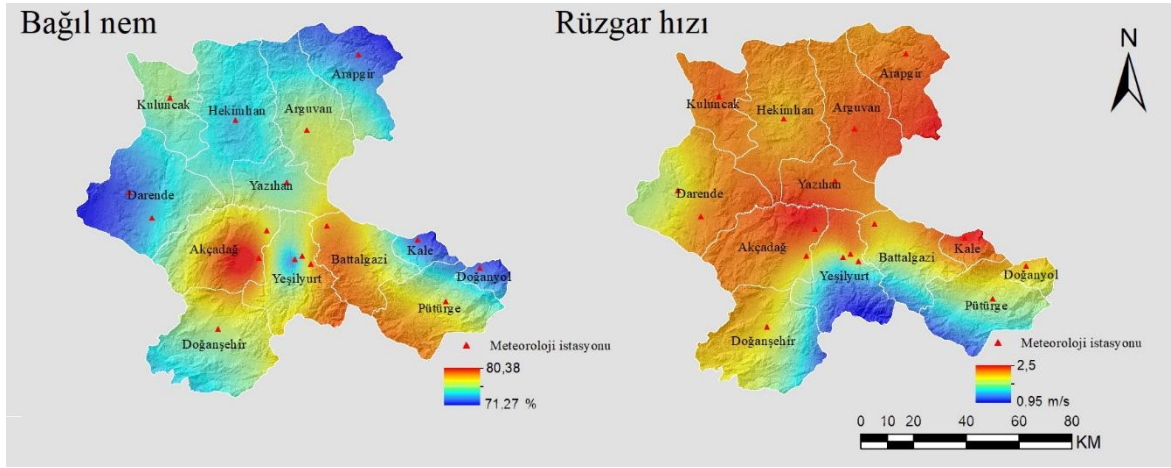 Bağıl nem
Arapgir
Kuluncak
Hekimhan
Arguvan
Darende
Yazıhan
Akçadağ
Kale
Battalgazi
Doğanyol
Yeşilyurt
Pütürge
Doğanşehir
Meteoroloji istasyonu
80,38
71.27 %
Rüzgar hızı
N
Arapgir
Kuluncak
Hekimhan
Arguvan
Yazıhan
Darende
Akçadağ
Kale
Battalgazi
Yeşilyurt
Doğanyol
Pütürge
Doğanşehir
Meteoroloji istasyonu
2,5
0.95 m/s
0 10 20 40 60 80
KM